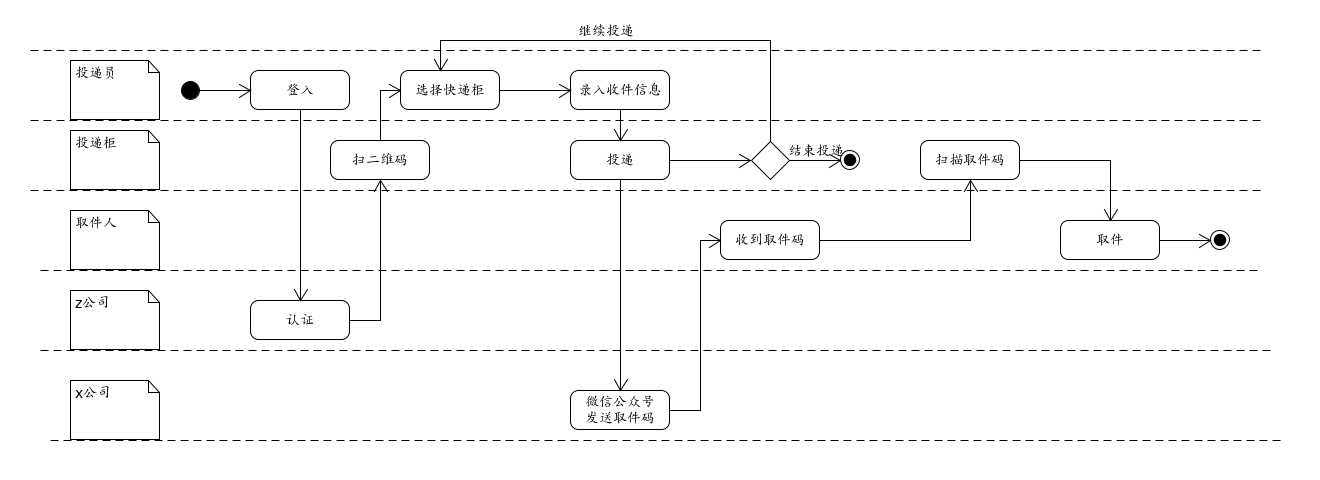 继续投递
投递员
登入
选择快递柜
录入收件信息
投递柜
扫二维码
投递
结束投递
扫描取件码
取件人
收到取件码
取件
z公司
认证
x公司
微信公众号
发送取件码